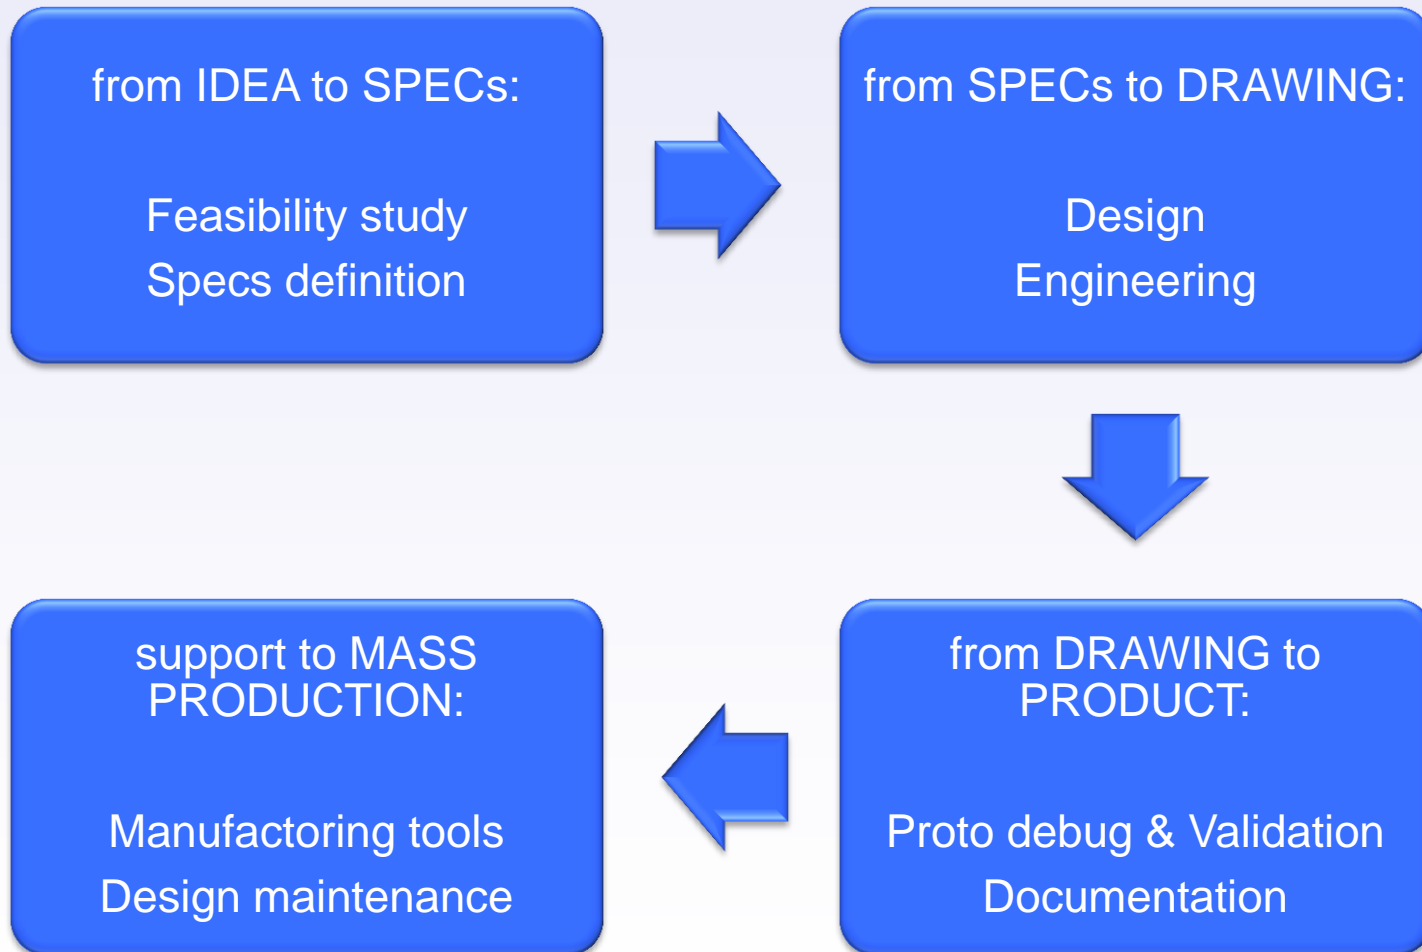 from IDEA to SPECs:
Feasibility study
Specs definition
from SPECs to DRAWING:
Design
Engineering
from DRAWING to
PRODUCT:
Proto debug & Validation
Documentation
support to MASS
PRODUCTION:
Manufactoring tools
Design maintenance